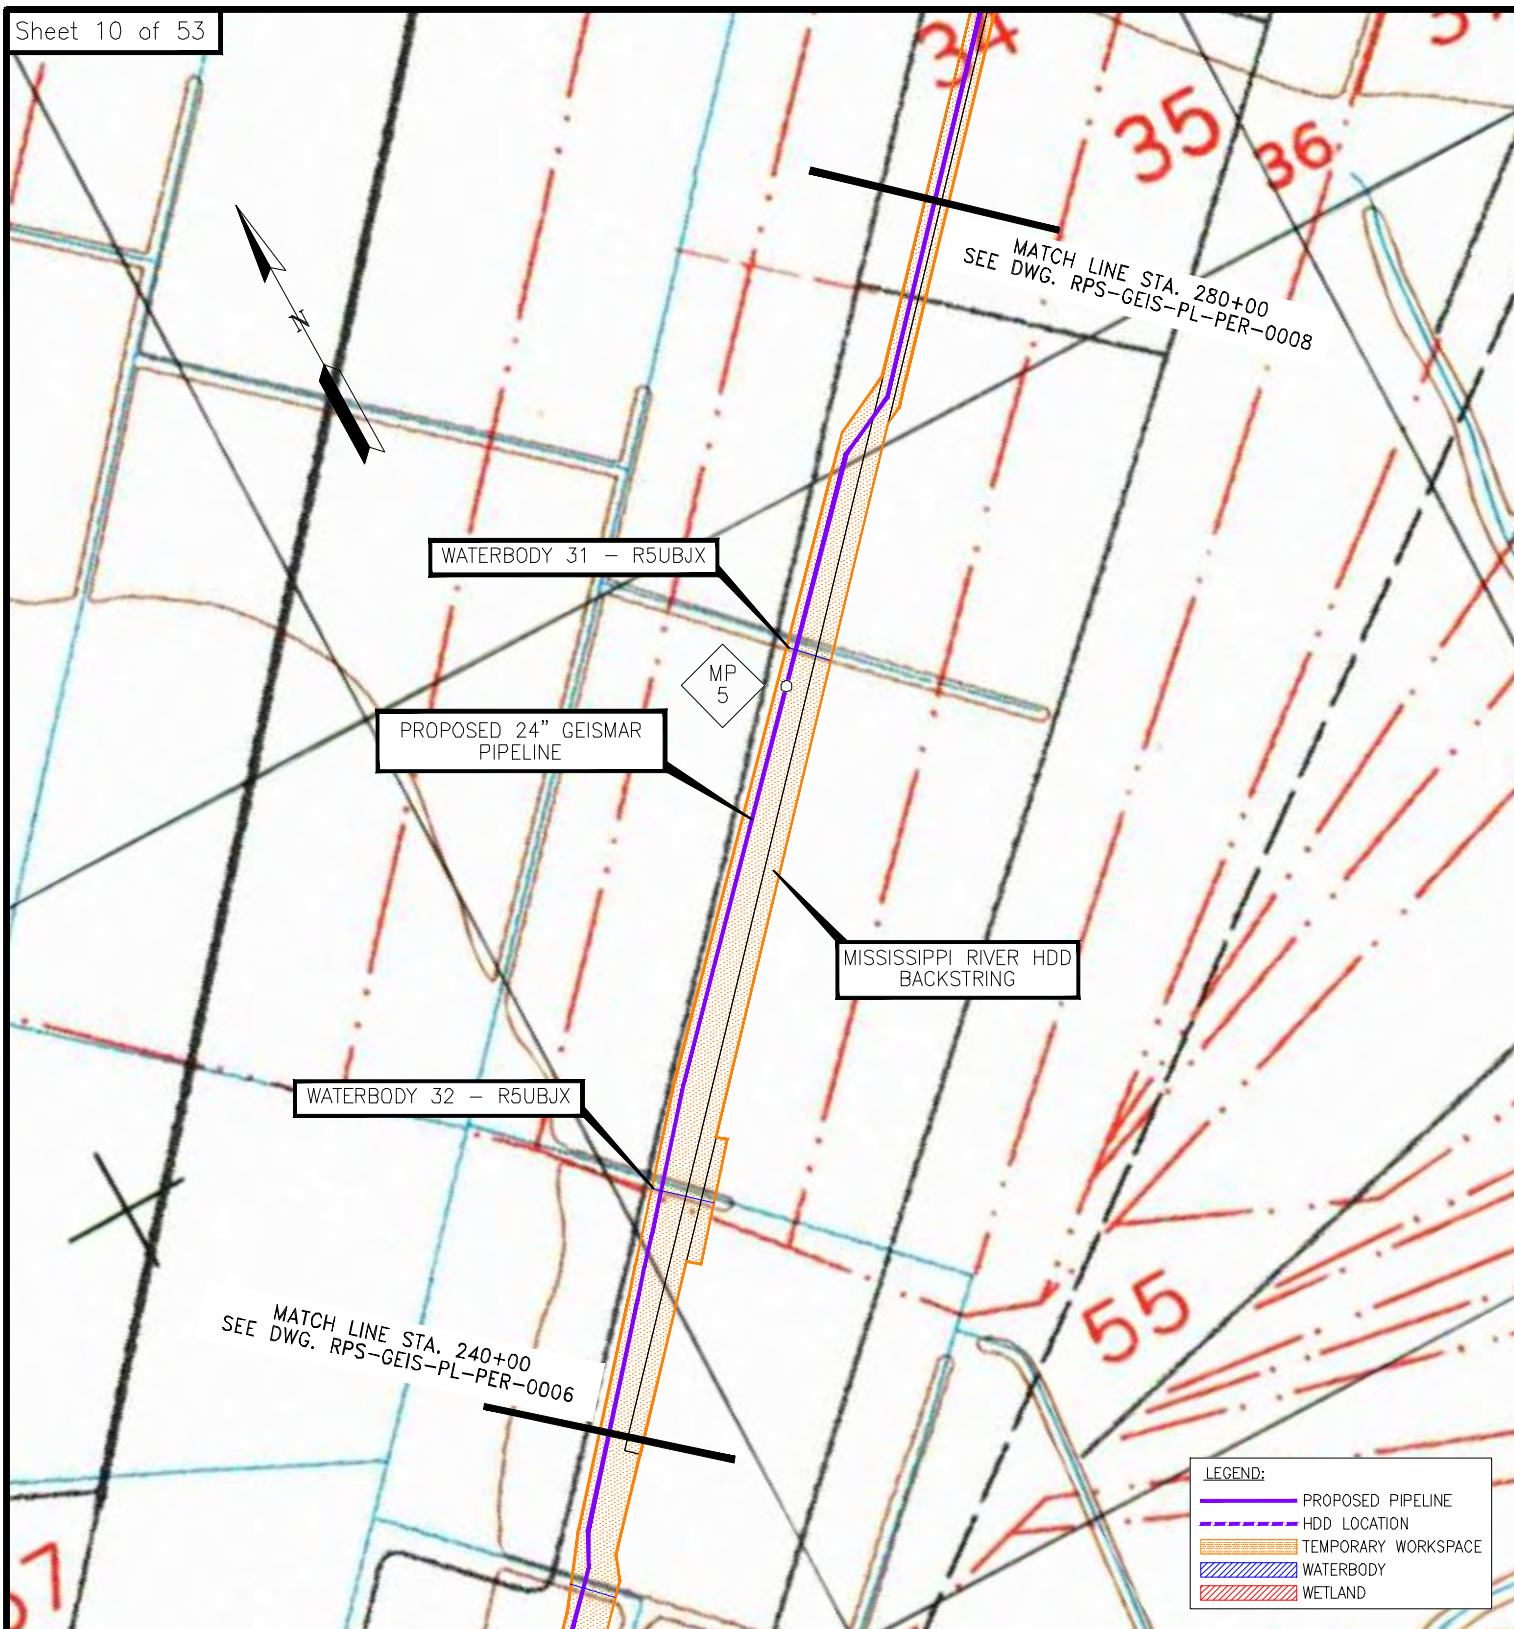 Sheet 10 of 53
34
35
36
MATCH LINE STA. 280+00
SEE DWG. RPS-GEIS-PL-PER-0008
N
WATERBODY 31 - R5UBJX
MP
5
PROPOSED 24" GEISMAR
PIPELINE
MISSISSIPPI RIVER HDD
BACKSTRING
WATERBODY 32 - R5UBJX
55
MATCH LINE STA. 240+00
SEE DWG. RPS-GEIS-PL-PER-0006
LEGEND:
PROPOSED PIPELINE
HDD LOCATION
TEMPORARY WORKSPACE
WATERBODY
WETLAND